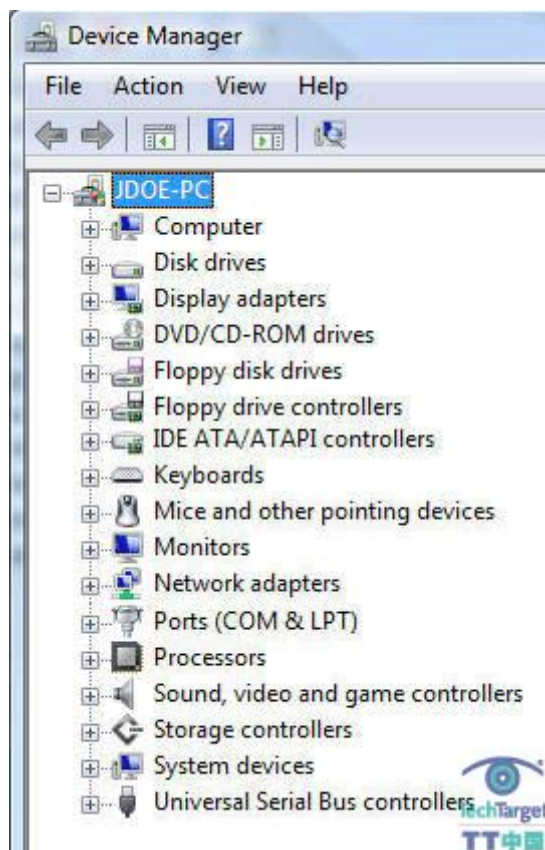 Device Manager
File Action View Help
JDOE-PC
Computer
Disk drives
Display adapters
DVD/CD-ROM drives
Floppy disk drives
Floppy drive controllers
IDE ATA/ATAPI controllers
Keyboards
Mice and other pointing devices
Monitors
Network adapters
Ports (COM & LPT)
Processors
Sound, video and game controllers
Storage controllers
System devices
Universal Serial Bus controllers
TechTarget
TT中国